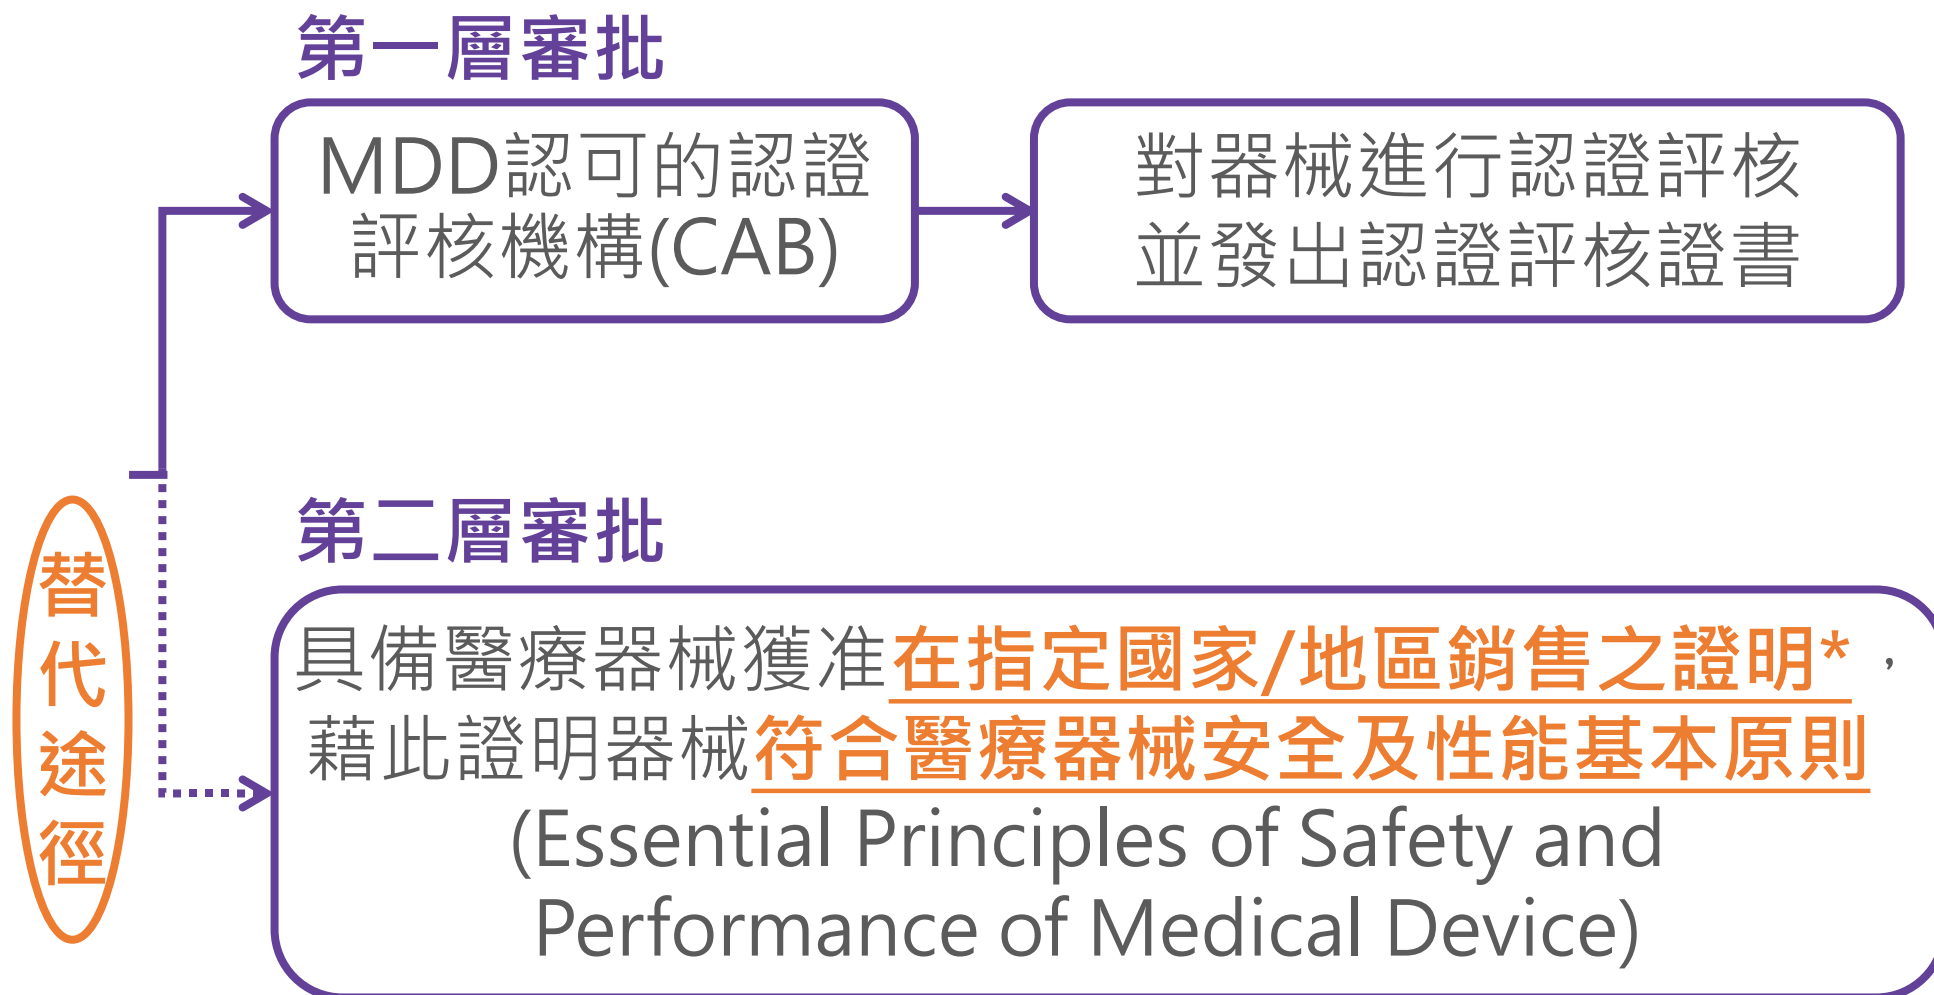 第一層審批
MDD認可的認證
評核機構(CAB)
對器械進行認證評核
並發出認證評核證書
替代途徑
第二層審批
具備醫療器械獲准在指定國家/地區銷售之證明*，
藉此證明器械符合醫療器械安全及性能基本原則
(Essential Principles of Safety and
Performance of Medical Device)